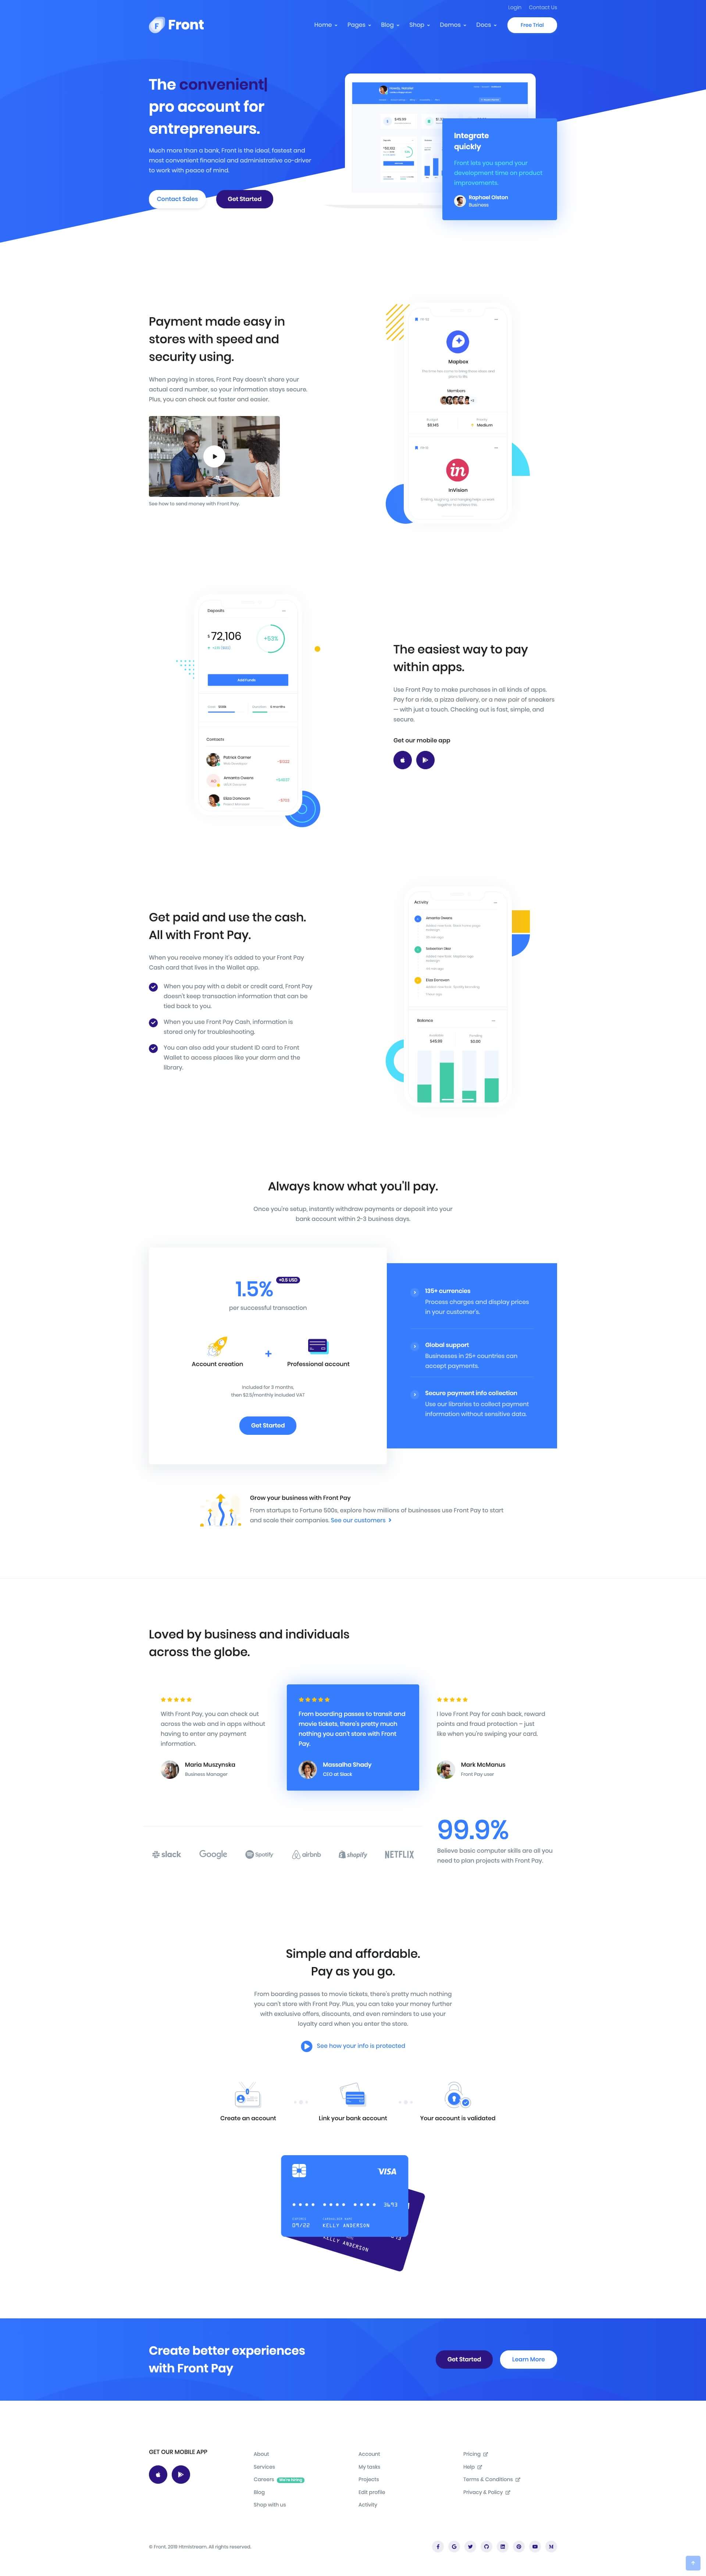 Login Contact Us
Front
Home Pages Blog Shop Demos Docs Free Trial
The convenient|
pro account for
entrepreneurs.
Much more than a bank, Front is the ideal, fastest and
most convenient financial and administrative co-driver
to work with peace of mind.
Contact Sales Get Started
Integrate
quickly
Front lets you spend your
development time on product
improvements.
Raphael Olston
Business
Payment made easy in
stores with speed and
security using.
When paying in stores, Front Pay doesn't share your
actual card number, so your information stays secure.
Plus, you can check out faster and easier.
See how to send money with Front Pay.
Mapbox
Members
$9,145
Medium
in
InVision
Deposits
$72,106
+53%
Add Funds
6 months
Contacts
Amanta Owens
Eliza Donovan
The easiest way to pay
within apps.
Use Front Pay to make purchases in all kinds of apps.
Pay for a ride, a pizza delivery, or a new pair of sneakers
— with just a touch. Checking out is fast, simple, and
secure.
Get our mobile app
Get paid and use the cash.
All with Front Pay.
When you receive money it's added to your Front Pay
Cash card that lives in the Wallet app.
When you pay with a debit or credit card, Front Pay
doesn't keep transaction information that can be
tied back to you.
When you use Front Pay Cash, information is
stored only for troubleshooting.
You can also add your student ID card to Front
Wallet to access places like your dorm and the
library.
Activity
Amanta Owens
Eliza Donovan
Balance
Available Pending
$45.99 $0.00
Always know what you'll pay.
Once you're setup, instantly withdraw payments or deposit into your
bank account within 2-3 business days.
1.5% +0.5 USD
per successful transaction
Account creation + Professional account
Included for 3 months,
then $2.5/monthly included VAT
Get Started
135+ currencies
Process charges and display prices
in your customer's.
Global support
Businesses in 25+ countries can
accept payments.
Secure payment info collection
Use our libraries to collect payment
information without sensitive data.
Grow your business with Front Pay
From startups to Fortune 500s, explore how millions of businesses use Front Pay to start
and scale their companies. See our customers
Loved by business and individuals
across the globe.
With Front Pay, you can check out
across the web and in apps without
having to enter any payment
information.
Maria Muszynska
Business Manager
From boarding passes to transit and
movie tickets, there's pretty much
nothing you can't store with Front
Pay.
Massalha Shady
CEO at Slack
I love Front Pay for cash back, reward
points and fraud protection – just
like when you're swiping your card.
Mark McManus
Front Pay user
slack Google Spotify airbnb shopify NETFLIX
99.9%
Believe basic computer skills are all you
need to plan projects with Front Pay.
Simple and affordable.
Pay as you go.
From boarding passes to movie tickets, there's pretty much nothing
you can't store with Front Pay. Plus, you can take your money further
with exclusive offers, discounts, and even reminders to use your
loyalty card when you enter the store.
See how your info is protected
Create an account Link your bank account Your account is validated
VISA
3693
09/22 KELLY ANDERSON
KELLY ANDERSON
Create better experiences
with Front Pay
Get Started Learn More
GET OUR MOBILE APP
About
Services
Careers We're hiring
Blog
Shop with us
Account
My tasks
Projects
Edit profile
Activity
Pricing
Help
Terms & Conditions
Privacy & Policy
© Front. 2019 Htmlstream. All rights reserved.